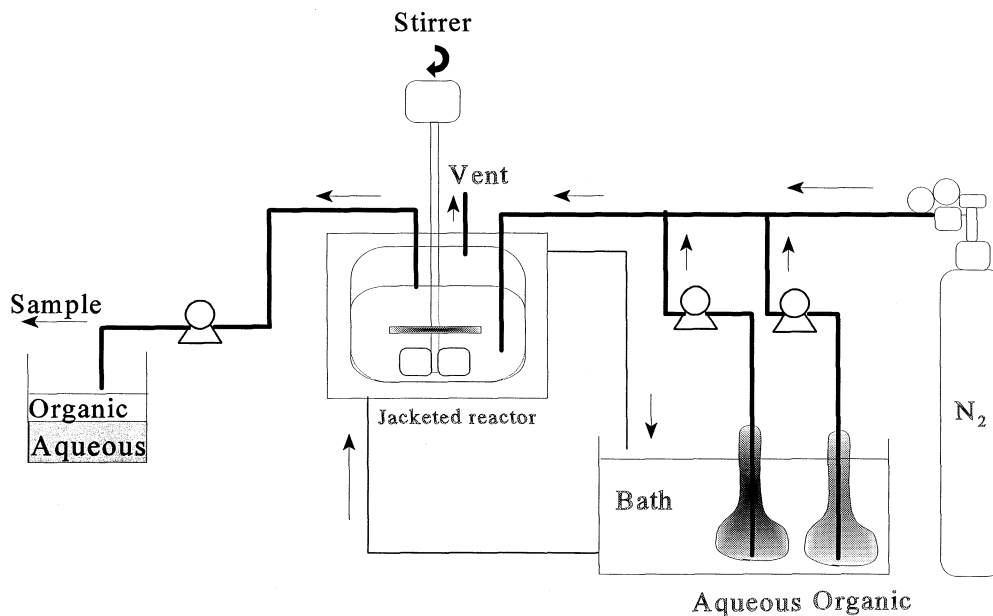 Stirrer
Vent
Sample
Organic
Aqueous
Jacketed reactor
N2
Bath
Aqueous Organic